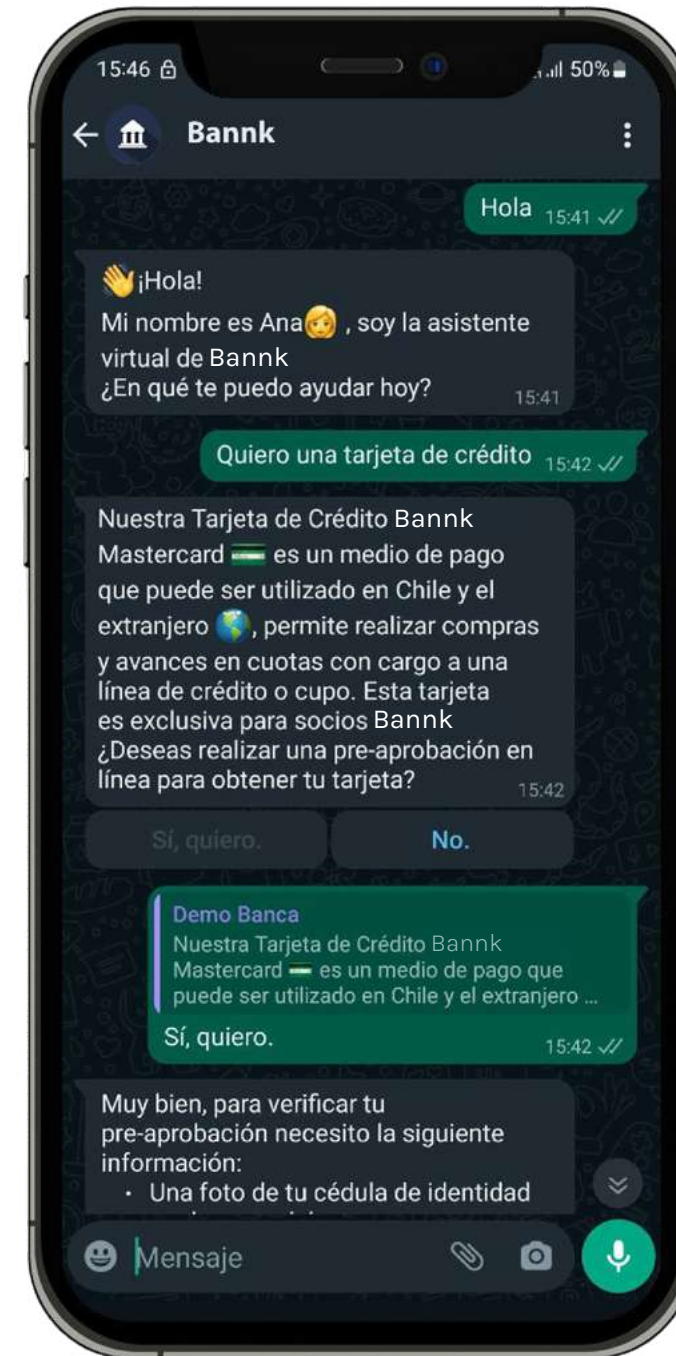 15:46 50%
Bannk
Hola 15:41
👋¡Hola!
Mi nombre es Ana👩 , soy la asistente
virtual de Bannk
¿En qué te puedo ayudar hoy? 15:41
Quiero una tarjeta de crédito 15:42
Nuestra Tarjeta de Crédito Bannk
Mastercard 💳 es un medio de pago
que puede ser utilizado en Chile y el
extranjero 🌎, permite realizar compras
y avances en cuotas con cargo a una
línea de crédito o cupo. Esta tarjeta
es exclusiva para socios Bannk
¿Deseas realizar una pre-aprobación en
línea para obtener tu tarjeta? 15:42
Sí, quiero. No.
Demo Banca
Nuestra Tarjeta de Crédito Bannk
Mastercard 💳 es un medio de pago que
puede ser utilizado en Chile y el extranjero ...
Sí, quiero. 15:42
Muy bien, para verificar tu
pre-aprobación necesito la siguiente
información:
· Una foto de tu cédula de identidad
Mensaje